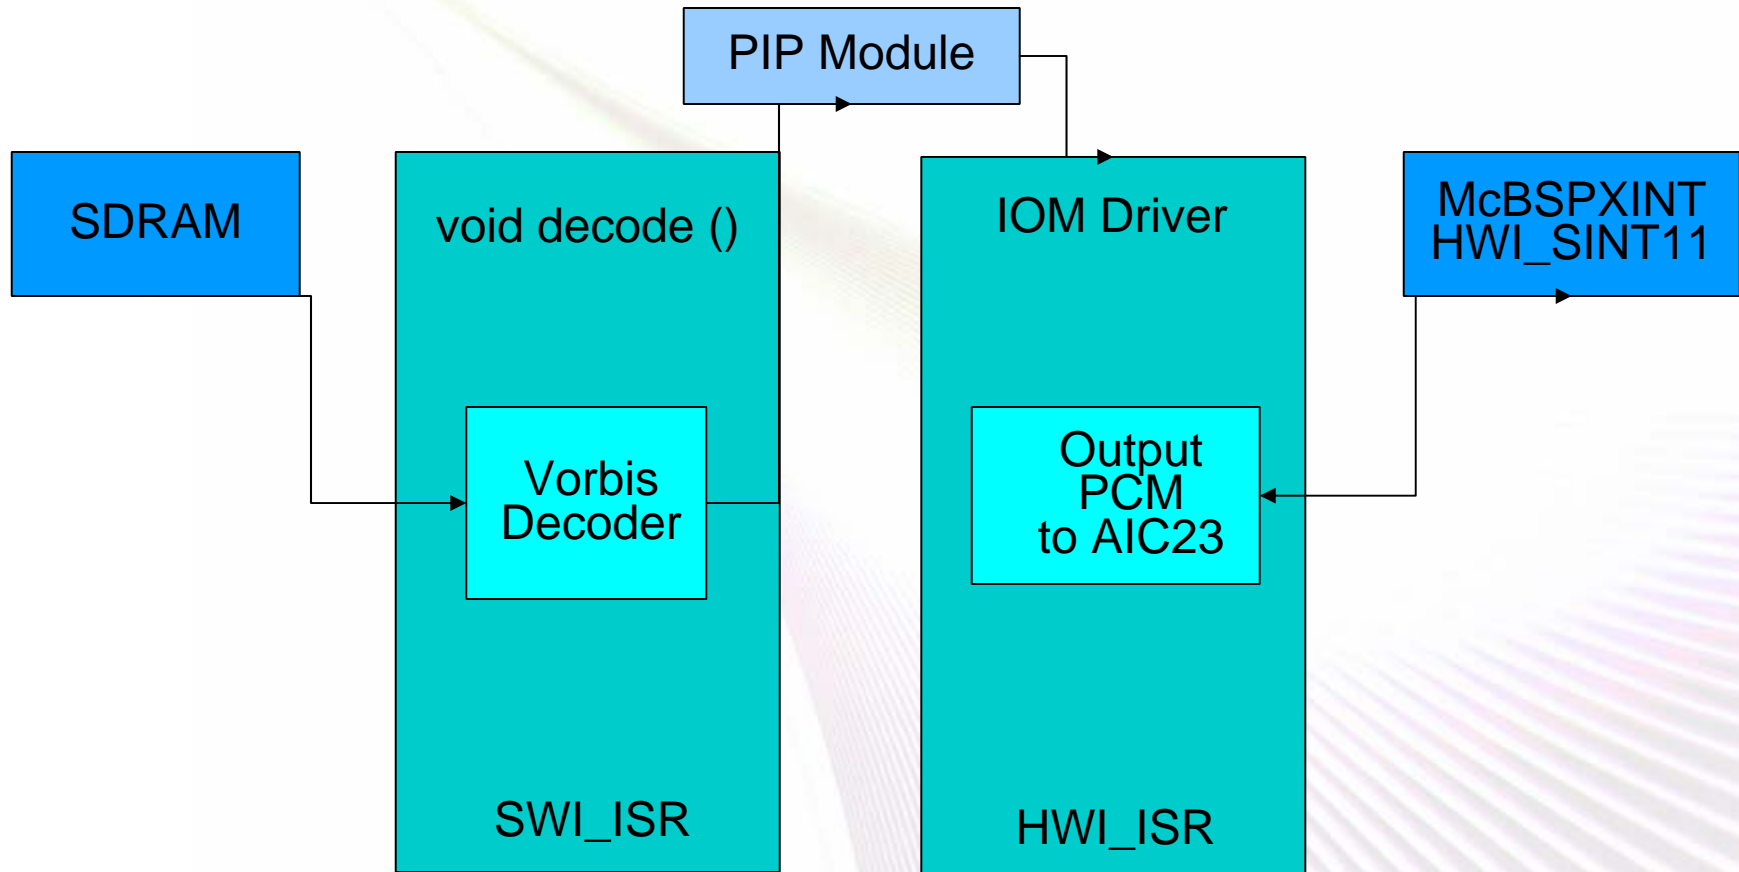 PIP Module
SDRAM
void decode ()
IOM Driver
McBSPXINT
HWI_SINT11
Vorbis
Decoder
Output
PCM
to AIC23
SWI_ISR
HWI_ISR